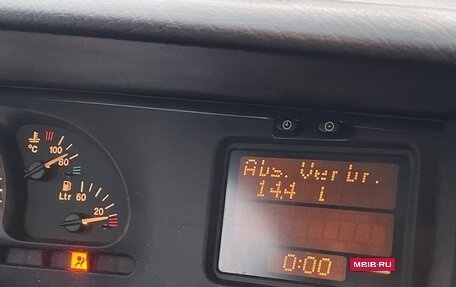 °C 100
80
Ltr 60
20
Abs. Verbr.
14,4 l
0:00
MBIB.RU